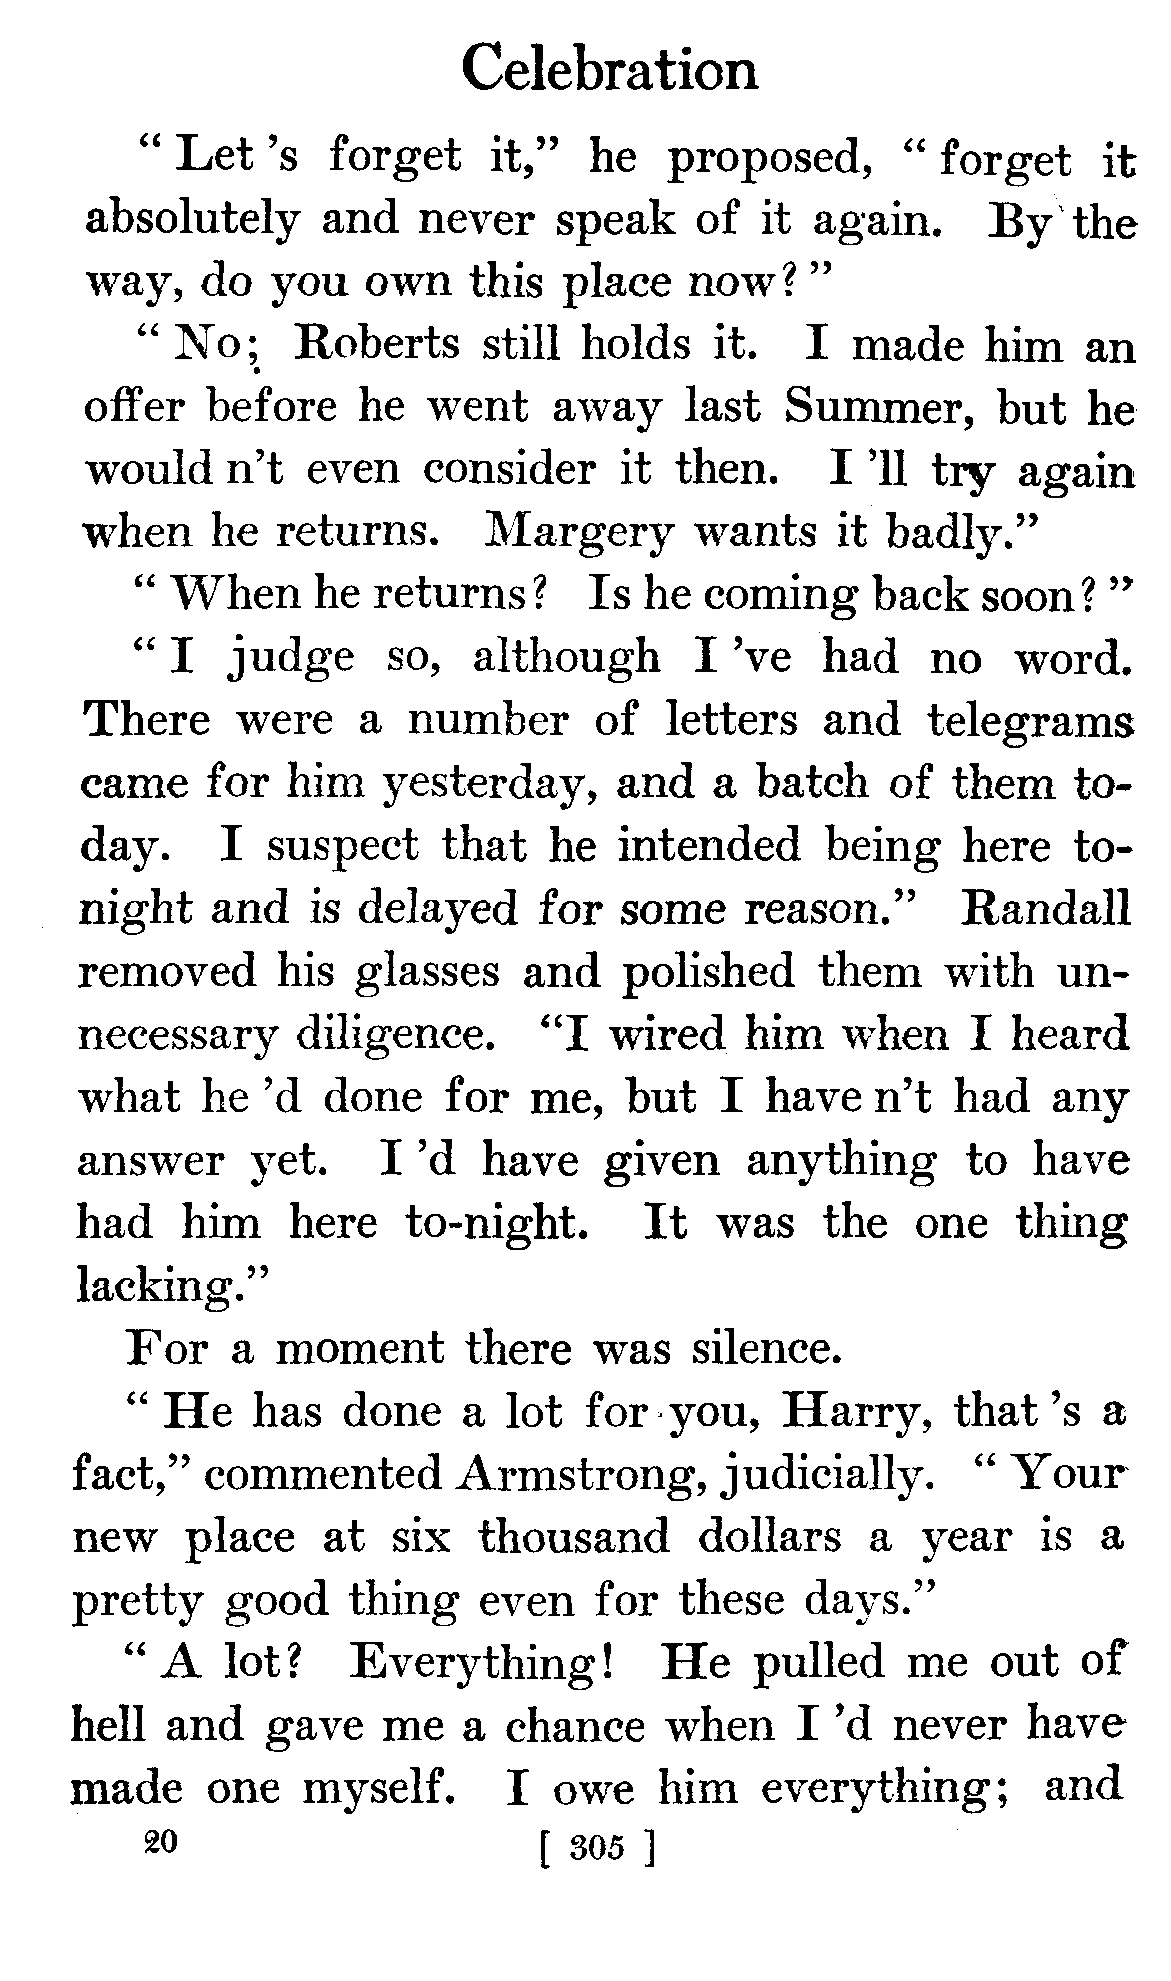 Celebration
“ Let ’s forget it,” he proposed, “ forget it
absolutely and never speak of it again. By the
way, do you own this place now? ”
“ No; Roberts still holds it. I made him an
offer before he went away last Summer, but he
would n’t even consider it then. I ’ll try again
when he returns. Margery wants it badly.”
“ When he returns? Is he coming back soon? ”
“ I judge so, although I ’ve had no word.
There were a number of letters and telegrams
came for him yesterday, and a batch of them to-
day. I suspect that he intended being here to-
night and is delayed for some reason.” Randall
removed his glasses and polished them with un-
necessary diligence. “I wired him when I heard
what he ’d done for me, but I have n’t had any
answer yet. I ’d have given anything to have
had him here to-night. It was the one thing
lacking.”
For a moment there was silence.
“ He has done a lot for you, Harry, that ’s a
fact,” commented Armstrong, judicially. “ Your
new place at six thousand dollars a year is a
pretty good thing even for these days.”
“ A lot? Everything! He pulled me out of
hell and gave me a chance when I ’d never have
made one myself. I owe him everything; and
20 [ 305 ]